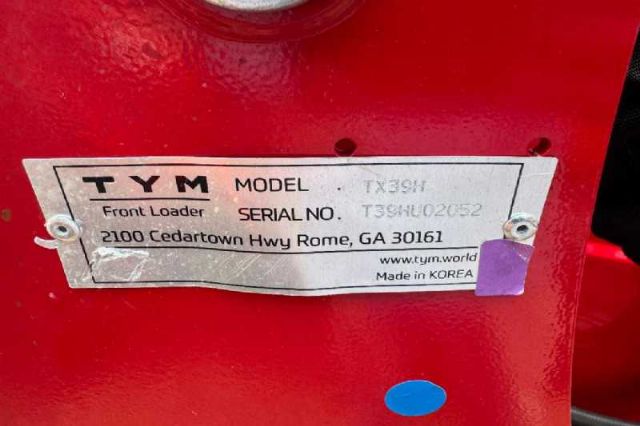 TYM MODEL TX39H
Front Loader SERIAL NO. T39HU02052
2100 Cedartown Hwy Rome, GA 30161
www.tym.world
Made in KOREA